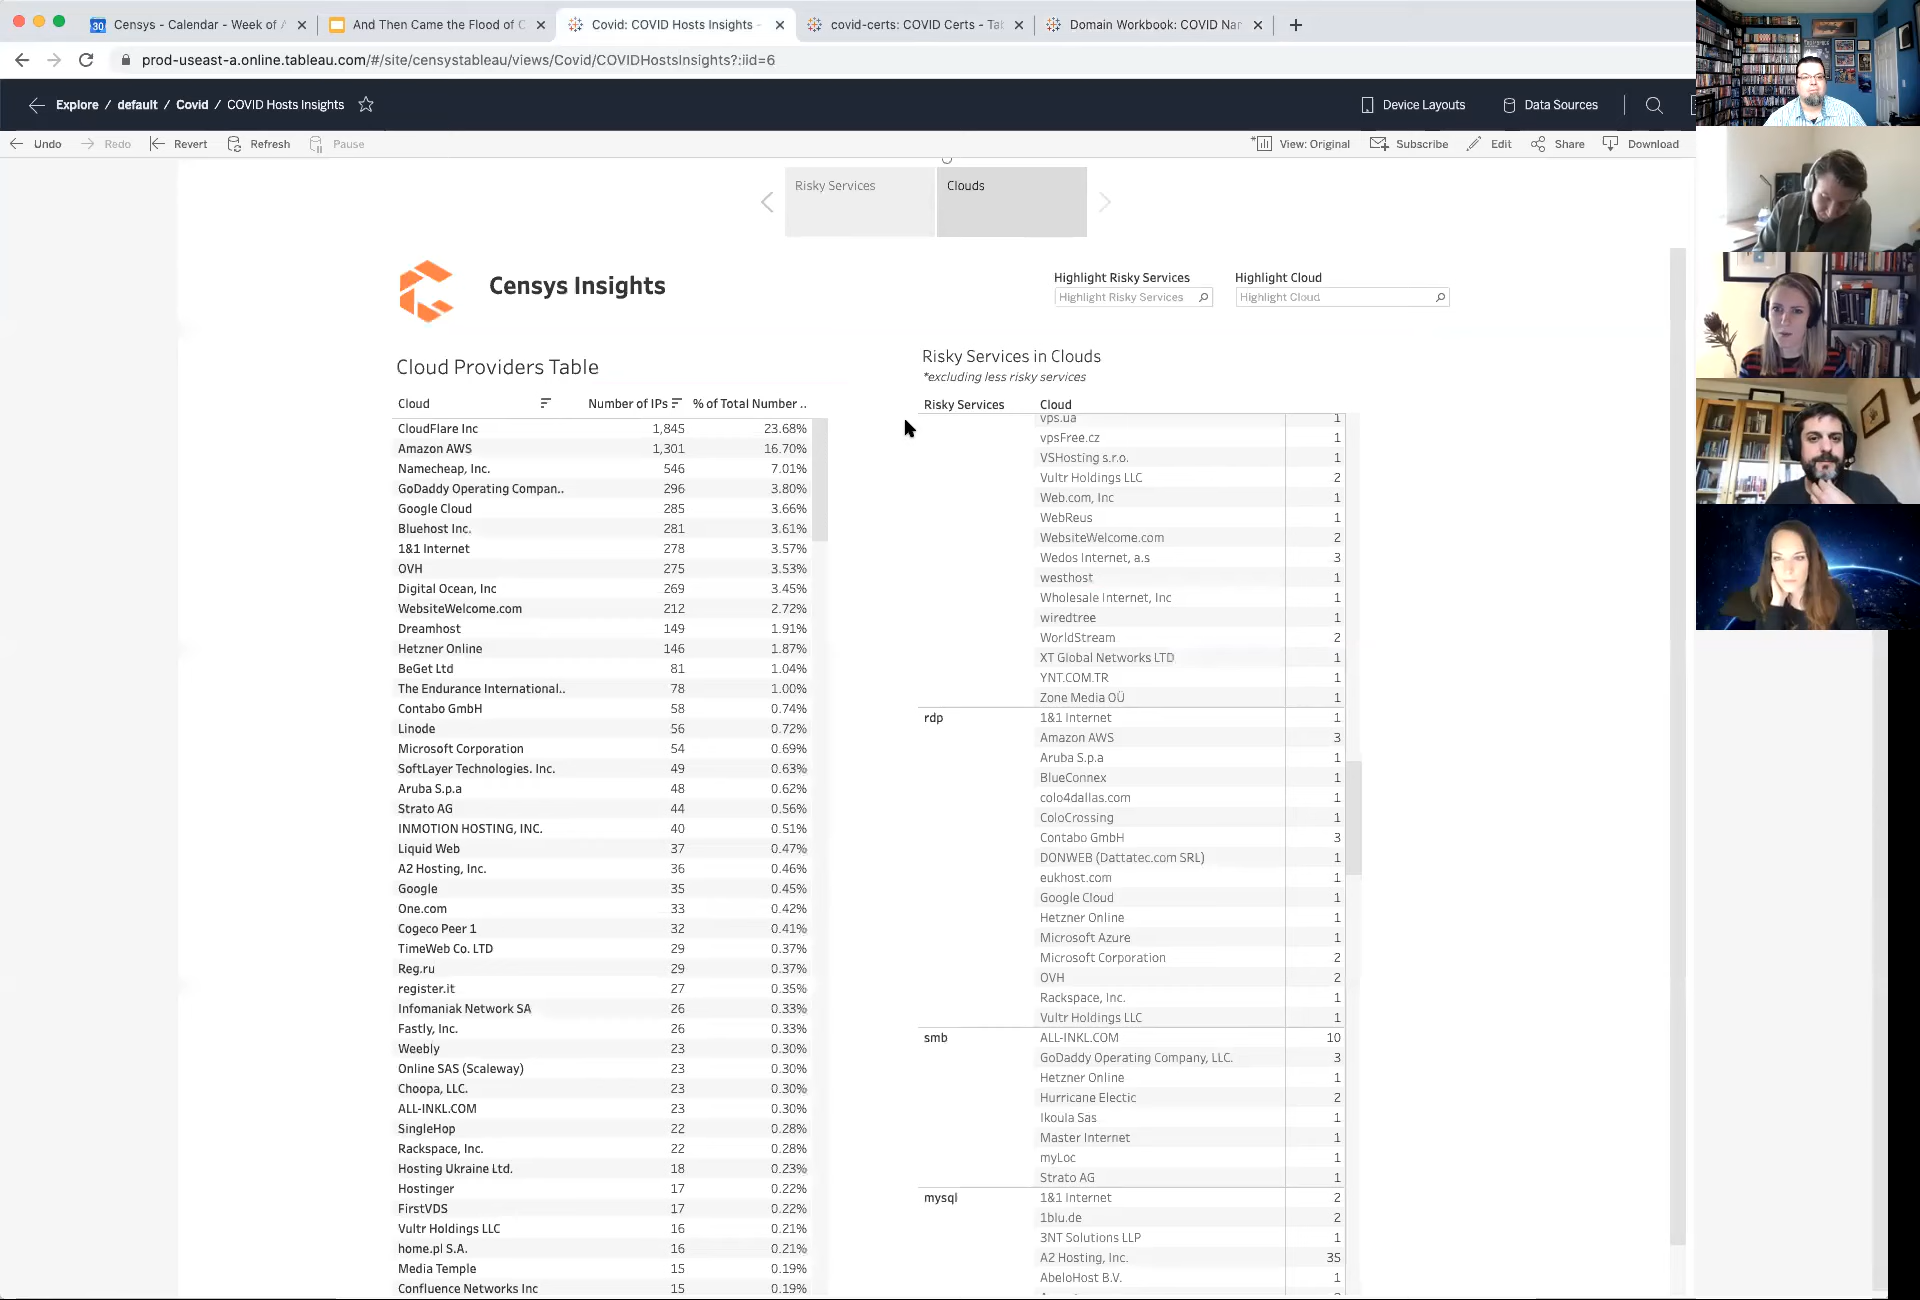 Censys - Calendar - Week of A
And Then Came the Flood of C
Covid: COVID Hosts Insights -
covid-certs: COVID Certs - Tab
Domain Workbook: COVID Nam
prod-useast-a.online.tableau.com/#/site/censystableau/views/Covid/COVIDHostsInsights?:iid=6
Explore / default / Covid / COVID Hosts Insights
Device Layouts
Data Sources
Undo
Redo
Revert
Refresh
Pause
View: Original
Subscribe
Edit
Share
Download
Risky Services
Clouds
Censys Insights
Highlight Risky Services
Highlight Risky Services
Highlight Cloud
Highlight Cloud
Cloud Providers Table
Cloud Number of IPs % of Total Number ..
CloudFlare Inc 1,845 23.68%
Amazon AWS 1,301 16.70%
Namecheap, Inc. 546 7.01%
GoDaddy Operating Compan.. 296 3.80%
Google Cloud 285 3.66%
Bluehost Inc. 281 3.61%
1&1 Internet 278 3.57%
OVH 275 3.53%
Digital Ocean, Inc 269 3.45%
WebsiteWelcome.com 212 2.72%
Dreamhost 149 1.91%
Hetzner Online 146 1.87%
BeGet Ltd 81 1.04%
The Endurance International.. 78 1.00%
Contabo GmbH 58 0.74%
Linode 56 0.72%
Microsoft Corporation 54 0.69%
SoftLayer Technologies. Inc. 49 0.63%
Aruba S.p.a 48 0.62%
Strato AG 44 0.56%
INMOTION HOSTING, INC. 40 0.51%
Liquid Web 37 0.47%
A2 Hosting, Inc. 36 0.46%
Google 35 0.45%
One.com 33 0.42%
Cogeco Peer 1 32 0.41%
TimeWeb Co. LTD 29 0.37%
Reg.ru 29 0.37%
register.it 27 0.35%
Infomaniak Network SA 26 0.33%
Fastly, Inc. 26 0.33%
Weebly 23 0.30%
Online SAS (Scaleway) 23 0.30%
Choopa, LLC. 23 0.30%
ALL-INKL.COM 23 0.30%
SingleHop 22 0.28%
Rackspace, Inc. 22 0.28%
Hosting Ukraine Ltd. 18 0.23%
Hostinger 17 0.22%
FirstVDS 17 0.22%
Vultr Holdings LLC 16 0.21%
home.pl S.A. 16 0.21%
Media Temple 15 0.19%
Confluence Networks Inc 15 0.19%
Risky Services in Clouds
*excluding less risky services
Risky Services Cloud
vps.ua 1
vpsFree.cz 1
VSHosting s.r.o. 1
Vultr Holdings LLC 2
Web.com, Inc 1
WebReus 1
WebsiteWelcome.com 2
Wedos Internet, a.s 3
westhost 1
Wholesale Internet, Inc 1
wiredtree 1
WorldStream 2
XT Global Networks LTD 1
YNT.COM.TR 1
Zone Media OÜ 1
rdp 1&1 Internet 1
Amazon AWS 3
Aruba S.p.a 1
BlueConnex 1
colo4dallas.com 1
ColoCrossing 1
Contabo GmbH 3
DONWEB (Dattatec.com SRL) 1
eukhost.com 1
Google Cloud 1
Hetzner Online 1
Microsoft Azure 1
Microsoft Corporation 2
OVH 2
Rackspace, Inc. 1
Vultr Holdings LLC 1
smb ALL-INKL.COM 10
GoDaddy Operating Company, LLC. 3
Hetzner Online 1
Hurricane Electic 2
Ikoula Sas 1
Master Internet 1
myLoc 1
Strato AG 1
mysql 1&1 Internet 2
1blu.de 2
3NT Solutions LLP 1
A2 Hosting, Inc. 35
AbeloHost B.V. 1